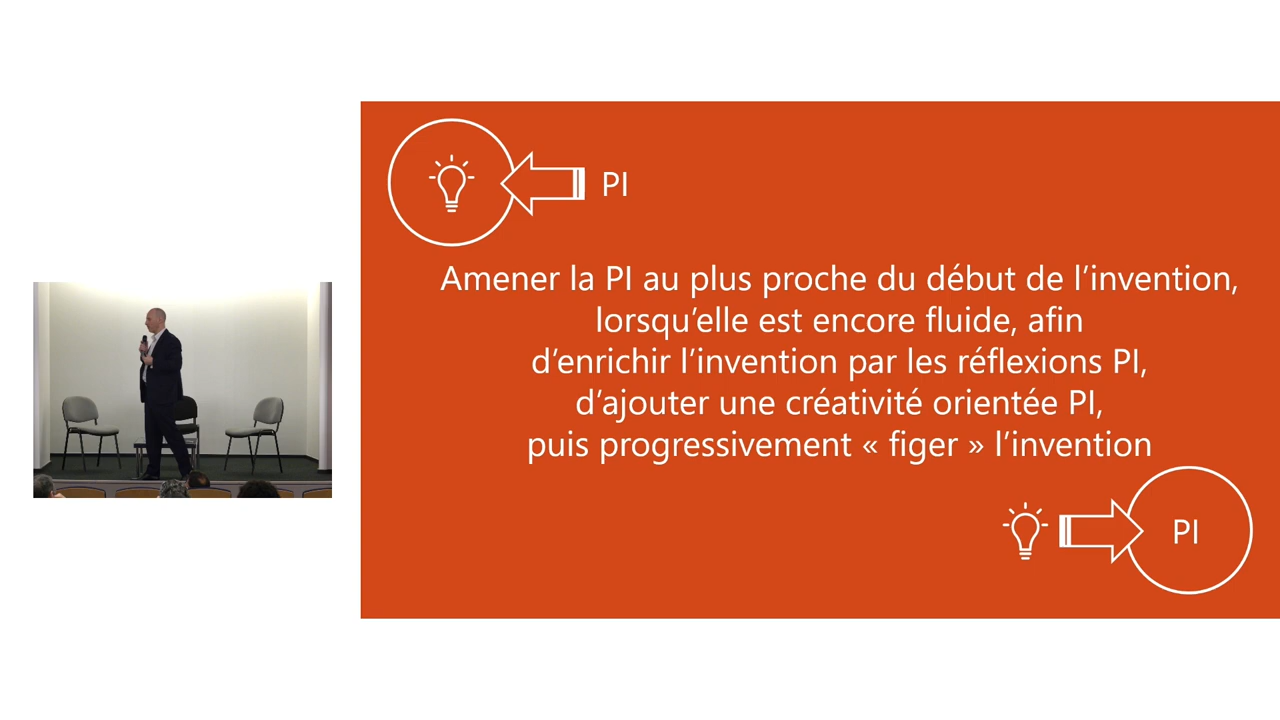 PI
Amener la PI au plus proche du début de l’invention,
lorsqu’elle est encore fluide, afin
d’enrichir l’invention par les réflexions PI,
d’ajouter une créativité orientée PI,
puis progressivement « figer » l’invention
PI